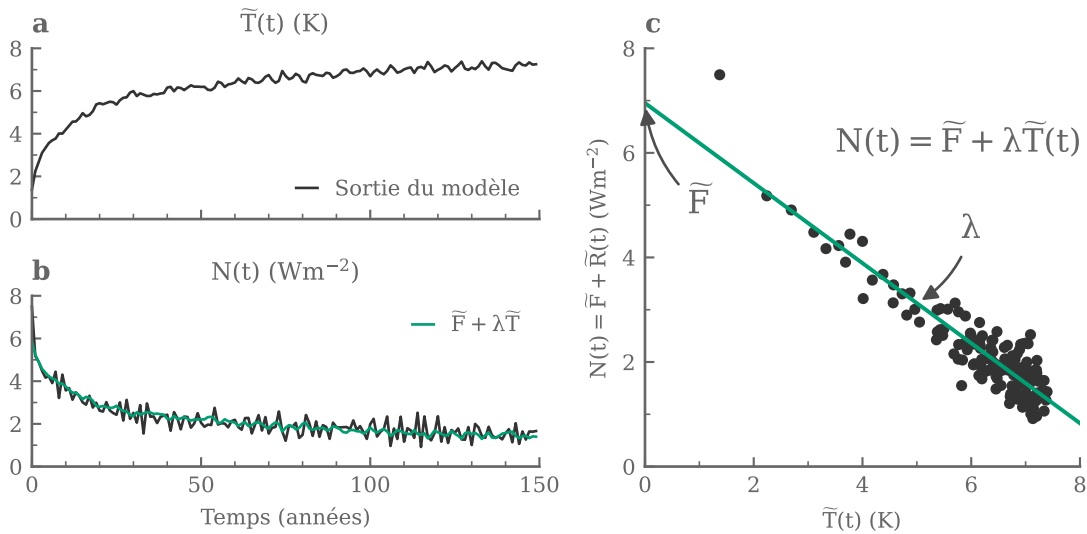 a
T̃(t) (K)
8
6
4
2
0
Sortie du modèle
b
N(t) (Wm⁻²)
8
6
4
2
0
F̃ + λT̃
0 50 100 150
Temps (années)
c
8
6
4
2
0
N(t) = F̃ + R̃(t) (Wm⁻²)
N(t) = F̃ + λT̃(t)
F̃
λ
0 2 4 6 8
T̃(t) (K)